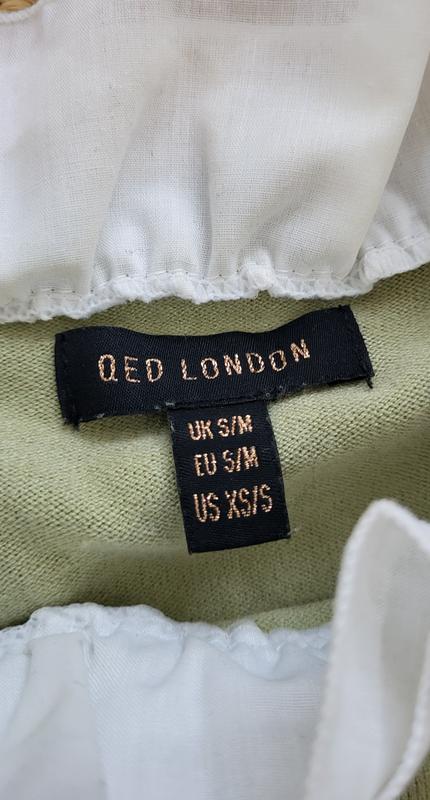 QED LONDON
UK S/M
EU S/M
US XS/S